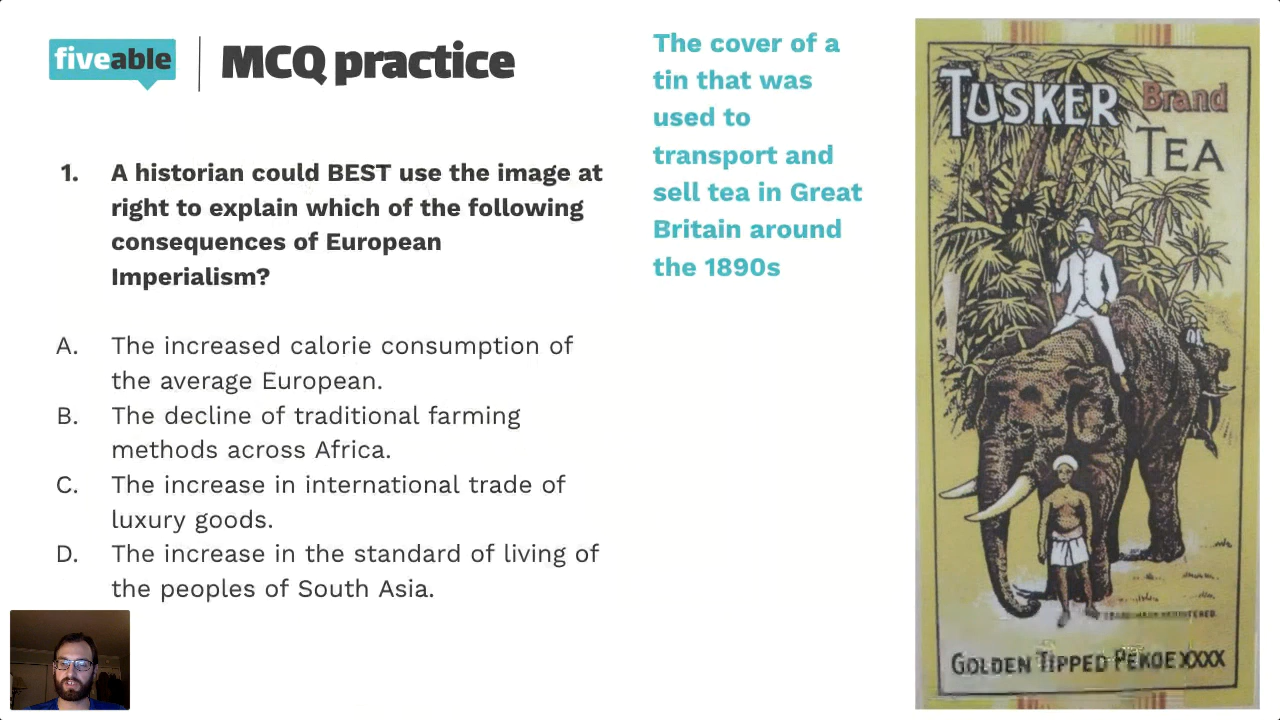 fiveable
MCQ practice
1. A historian could BEST use the image at
right to explain which of the following
consequences of European
Imperialism?
A. The increased calorie consumption of
the average European.
B. The decline of traditional farming
methods across Africa.
C. The increase in international trade of
luxury goods.
D. The increase in the standard of living of
the peoples of South Asia.
The cover of a
tin that was
used to
transport and
sell tea in Great
Britain around
the 1890s
TUSKER Brand
TEA
GOLDEN TIPPED PEKOE XXXX